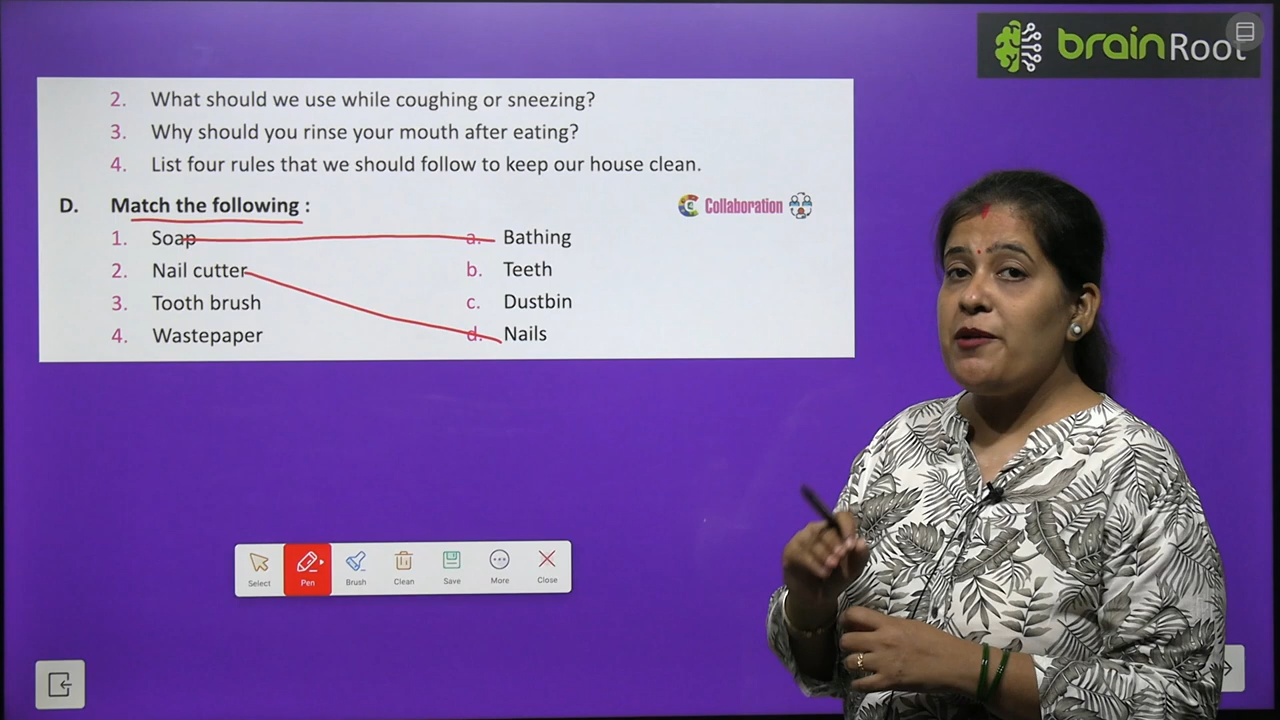 brainRoot
2. What should we use while coughing or sneezing?
3. Why should you rinse your mouth after eating?
4. List four rules that we should follow to keep our house clean.
D. Match the following :
Collaboration
1. Soap a. Bathing
2. Nail cutter b. Teeth
3. Tooth brush c. Dustbin
4. Wastepaper d. Nails
Select Pen Brush Clean Save More Close